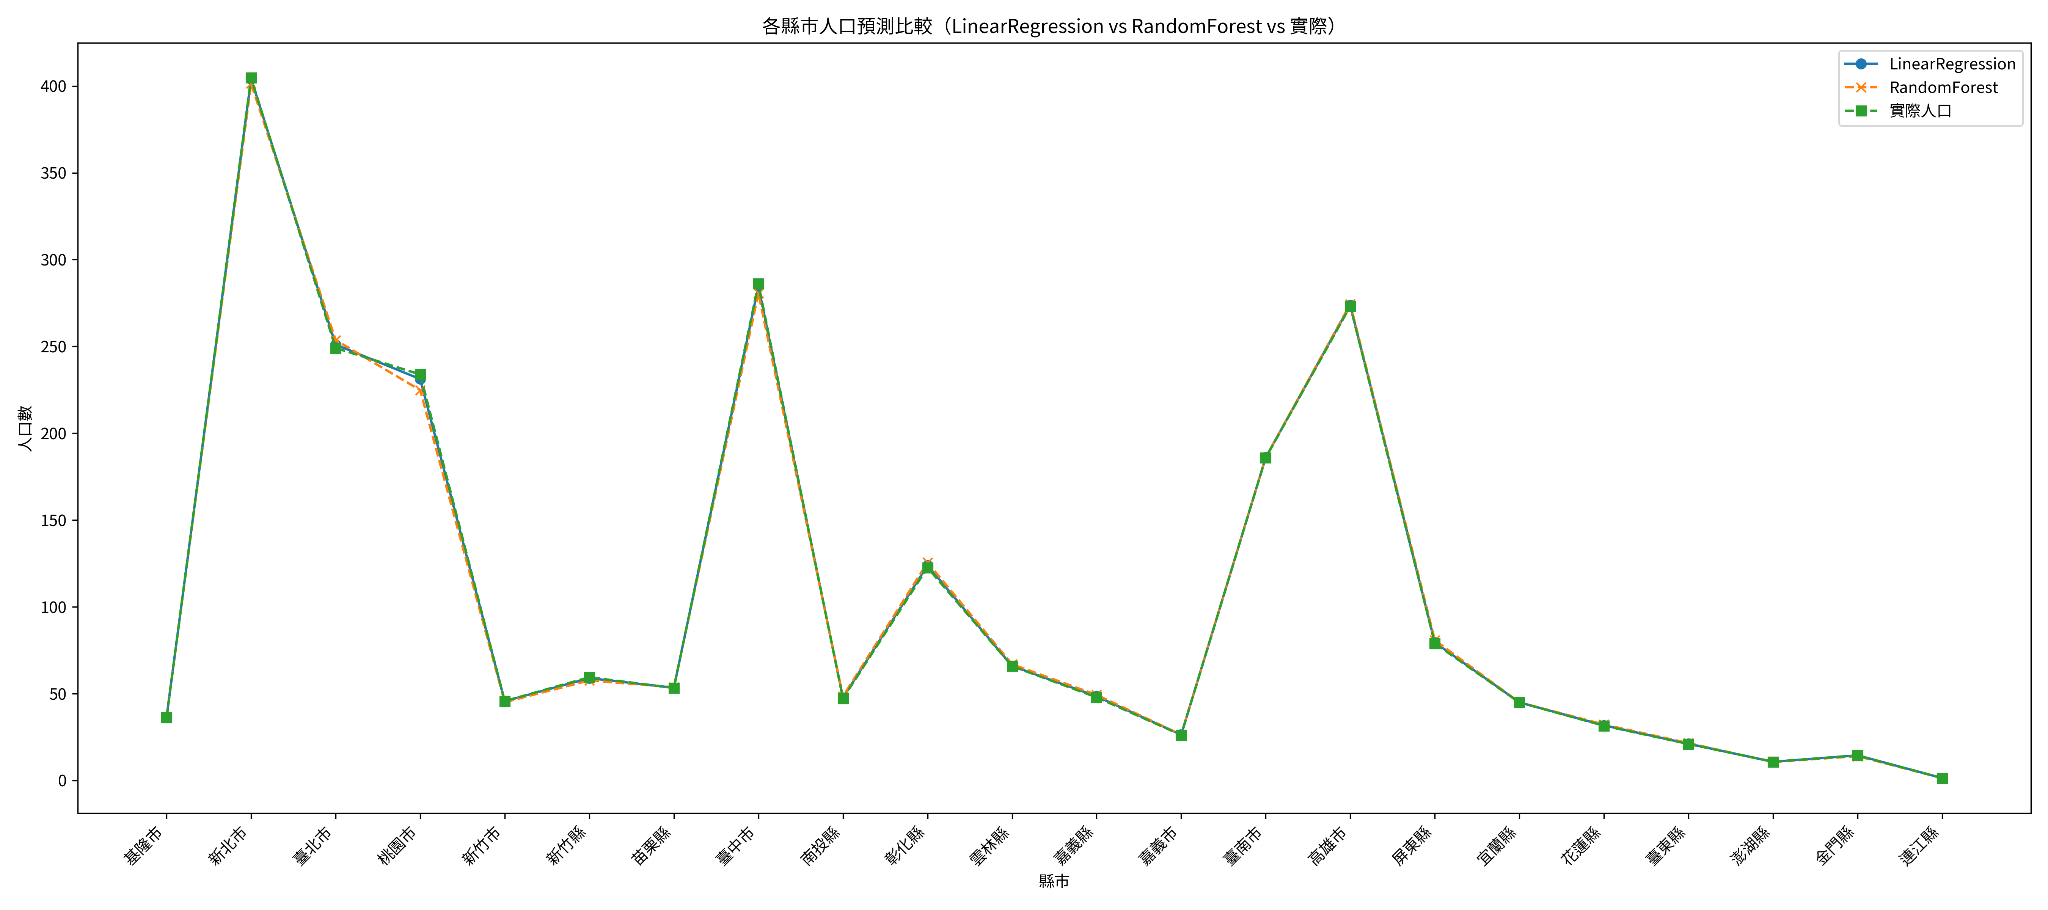 各縣市人口預測比較（LinearRegression vs RandomForest vs 實際）
LinearRegression
RandomForest
實際人口
人口數
400
350
300
250
200
150
100
50
0
基隆市
新北市
臺北市
桃園市
新竹市
新竹縣
苗栗縣
臺中市
南投縣
彰化縣
雲林縣
嘉義縣
嘉義市
臺南市
高雄市
屏東縣
宜蘭縣
花蓮縣
臺東縣
澎湖縣
金門縣
連江縣
縣市